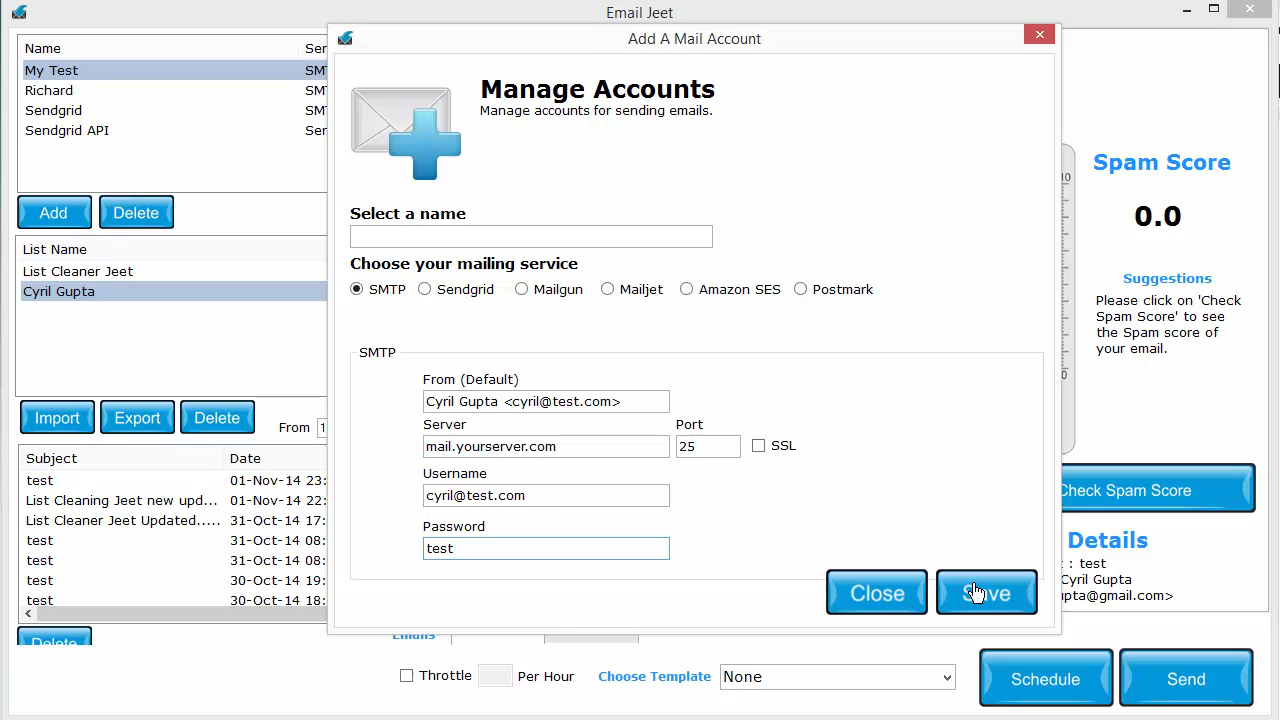 Email Jeet
Name
My Test
Richard
Sendgrid
Sendgrid API
Add
Delete
List Name
List Cleaner Jeet
Cyril Gupta
Import
Export
Delete
From
Subject Date
test 01-Nov-14 23:
List Cleaning Jeet new upd... 01-Nov-14 22:
List Cleaner Jeet Updated..... 31-Oct-14 17:
test 31-Oct-14 08:
test 31-Oct-14 08:
test 30-Oct-14 19:
test 30-Oct-14 18:
Delete
Add A Mail Account
Manage Accounts
Manage accounts for sending emails.
Select a name
Choose your mailing service
SMTP Sendgrid Mailgun Mailjet Amazon SES Postmark
SMTP
From (Default)
Cyril Gupta <cyril@test.com>
Server Port
mail.yourserver.com 25 SSL
Username
cyril@test.com
Password
test
Close
Save
Spam Score
0.0
Suggestions
Please click on 'Check
Spam Score' to see
the Spam score of
your email.
Check Spam Score
Details
: test
Cyril Gupta
pta@gmail.com>
Emails
Throttle Per Hour Choose Template None
Schedule
Send